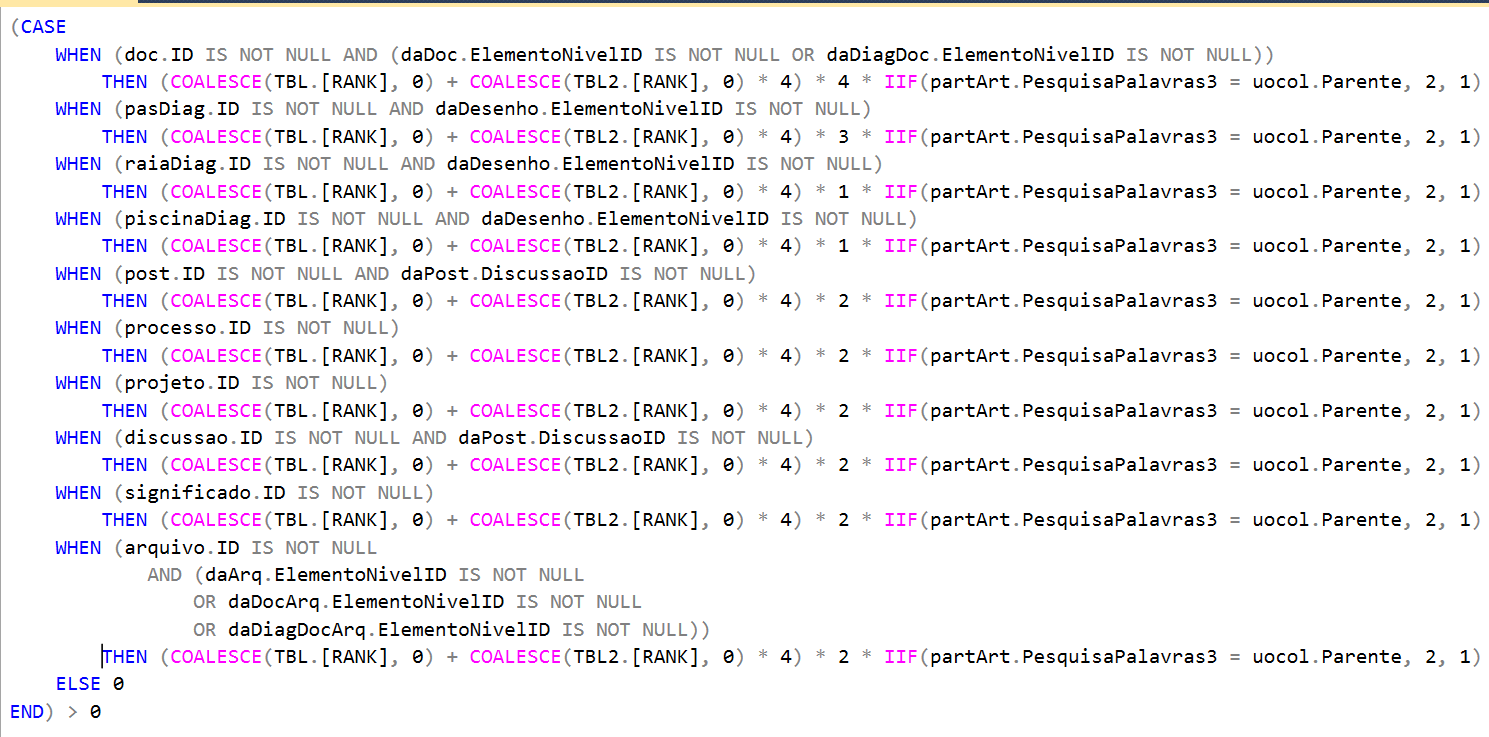 (CASE
    WHEN (doc.ID IS NOT NULL AND (daDoc.ElementoNivelID IS NOT NULL OR daDiagDoc.ElementoNivelID IS NOT NULL))
        THEN (COALESCE(TBL.[RANK], 0) + COALESCE(TBL2.[RANK], 0) * 4) * 4 * IIF(partArt.PesquisaPalavras3 = uocol.Parente, 2, 1)
    WHEN (pasDiag.ID IS NOT NULL AND daDesenho.ElementoNivelID IS NOT NULL)
        THEN (COALESCE(TBL.[RANK], 0) + COALESCE(TBL2.[RANK], 0) * 4) * 3 * IIF(partArt.PesquisaPalavras3 = uocol.Parente, 2, 1)
    WHEN (raiaDiag.ID IS NOT NULL AND daDesenho.ElementoNivelID IS NOT NULL)
        THEN (COALESCE(TBL.[RANK], 0) + COALESCE(TBL2.[RANK], 0) * 4) * 1 * IIF(partArt.PesquisaPalavras3 = uocol.Parente, 2, 1)
    WHEN (piscinaDiag.ID IS NOT NULL AND daDesenho.ElementoNivelID IS NOT NULL)
        THEN (COALESCE(TBL.[RANK], 0) + COALESCE(TBL2.[RANK], 0) * 4) * 1 * IIF(partArt.PesquisaPalavras3 = uocol.Parente, 2, 1)
    WHEN (post.ID IS NOT NULL AND daPost.DiscussaoID IS NOT NULL)
        THEN (COALESCE(TBL.[RANK], 0) + COALESCE(TBL2.[RANK], 0) * 4) * 2 * IIF(partArt.PesquisaPalavras3 = uocol.Parente, 2, 1)
    WHEN (processo.ID IS NOT NULL)
        THEN (COALESCE(TBL.[RANK], 0) + COALESCE(TBL2.[RANK], 0) * 4) * 2 * IIF(partArt.PesquisaPalavras3 = uocol.Parente, 2, 1)
    WHEN (projeto.ID IS NOT NULL)
        THEN (COALESCE(TBL.[RANK], 0) + COALESCE(TBL2.[RANK], 0) * 4) * 2 * IIF(partArt.PesquisaPalavras3 = uocol.Parente, 2, 1)
    WHEN (discussao.ID IS NOT NULL AND daPost.DiscussaoID IS NOT NULL)
        THEN (COALESCE(TBL.[RANK], 0) + COALESCE(TBL2.[RANK], 0) * 4) * 2 * IIF(partArt.PesquisaPalavras3 = uocol.Parente, 2, 1)
    WHEN (significado.ID IS NOT NULL)
        THEN (COALESCE(TBL.[RANK], 0) + COALESCE(TBL2.[RANK], 0) * 4) * 2 * IIF(partArt.PesquisaPalavras3 = uocol.Parente, 2, 1)
    WHEN (arquivo.ID IS NOT NULL
            AND (daArq.ElementoNivelID IS NOT NULL
                OR daDocArq.ElementoNivelID IS NOT NULL
                OR daDiagDocArq.ElementoNivelID IS NOT NULL))
        THEN (COALESCE(TBL.[RANK], 0) + COALESCE(TBL2.[RANK], 0) * 4) * 2 * IIF(partArt.PesquisaPalavras3 = uocol.Parente, 2, 1)
    ELSE 0
END) > 0